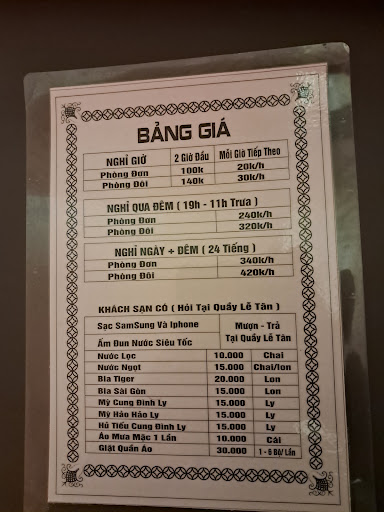 BẢNG GIÁ
NGHỈ GIỜ 2 Giờ Đầu Mỗi Giờ Tiếp Theo
Phòng Đơn 100k 20k/h
Phòng Đôi 140k 30k/h
NGHỈ QUA ĐÊM ( 19h - 11h Trưa )
Phòng Đơn 240k/h
Phòng Đôi 320k/h
NGHỈ NGÀY + ĐÊM ( 24 Tiếng )
Phòng Đơn 340k/h
Phòng Đôi 420k/h
KHÁCH SẠN CÓ ( Hỏi Tại Quầy Lễ Tân )
Sạc SamSung Và Iphone Mượn - Trả
Ấm Đun Nước Siêu Tốc Tại Quầy Lễ Tân
Nước Lọc 10.000 Chai
Nước Ngọt 15.000 Chai/lon
Bia Tiger 20.000 Lon
Bia Sài Gòn 15.000 Lon
Mỳ Cung Đình Ly 15.000 Ly
Mỳ Hảo Hảo Ly 15.000 Ly
Hủ Tiếu Cung Đình Ly 15.000 Ly
Áo Mưa Mặc 1 Lần 10.000 Cái
Giặt Quần Áo 30.000 1 - 5 Bộ/ Lần